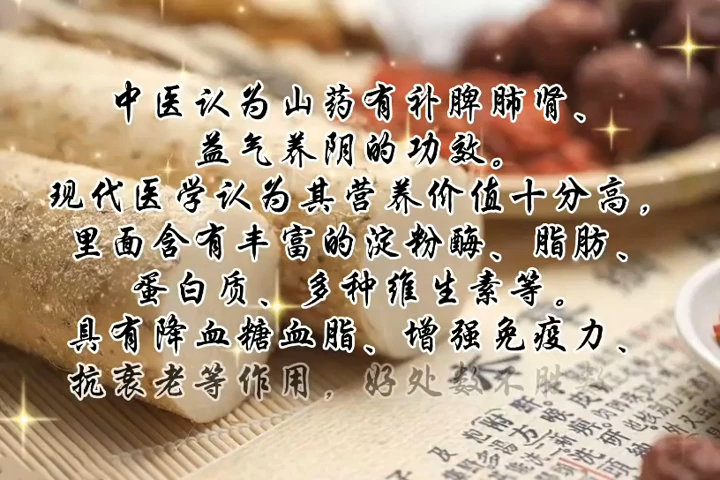 中医认为山药有补脾肺肾、
益气养阴的功效。
现代医学认为其营养价值十分高，
里面含有丰富的淀粉酶、脂肪、
蛋白质、多种维生素等。
具有降血糖血脂、增强免疫力、
抗衰老等作用，好处数不胜数